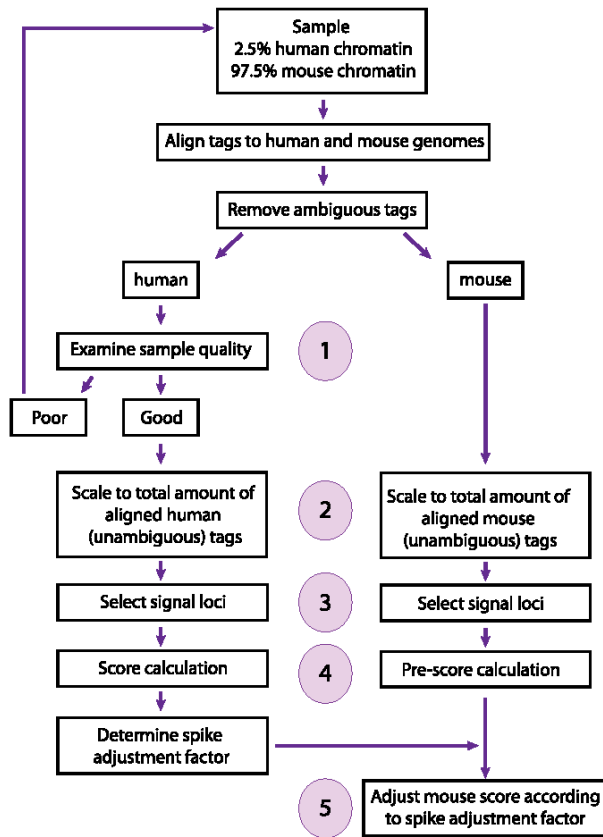 Sample
2.5% human chromatin
97.5% mouse chromatin
Align tags to human and mouse genomes
Remove ambiguous tags
human
mouse
Examine sample quality
1
Poor
Good
Scale to total amount of
aligned human
(unambiguous) tags
2
Scale to total amount of
aligned mouse
(unambiguous) tags
Select signal loci
3
Select signal loci
Score calculation
4
Pre-score calculation
Determine spike
adjustment factor
5
Adjust mouse score according
to spike adjustment factor